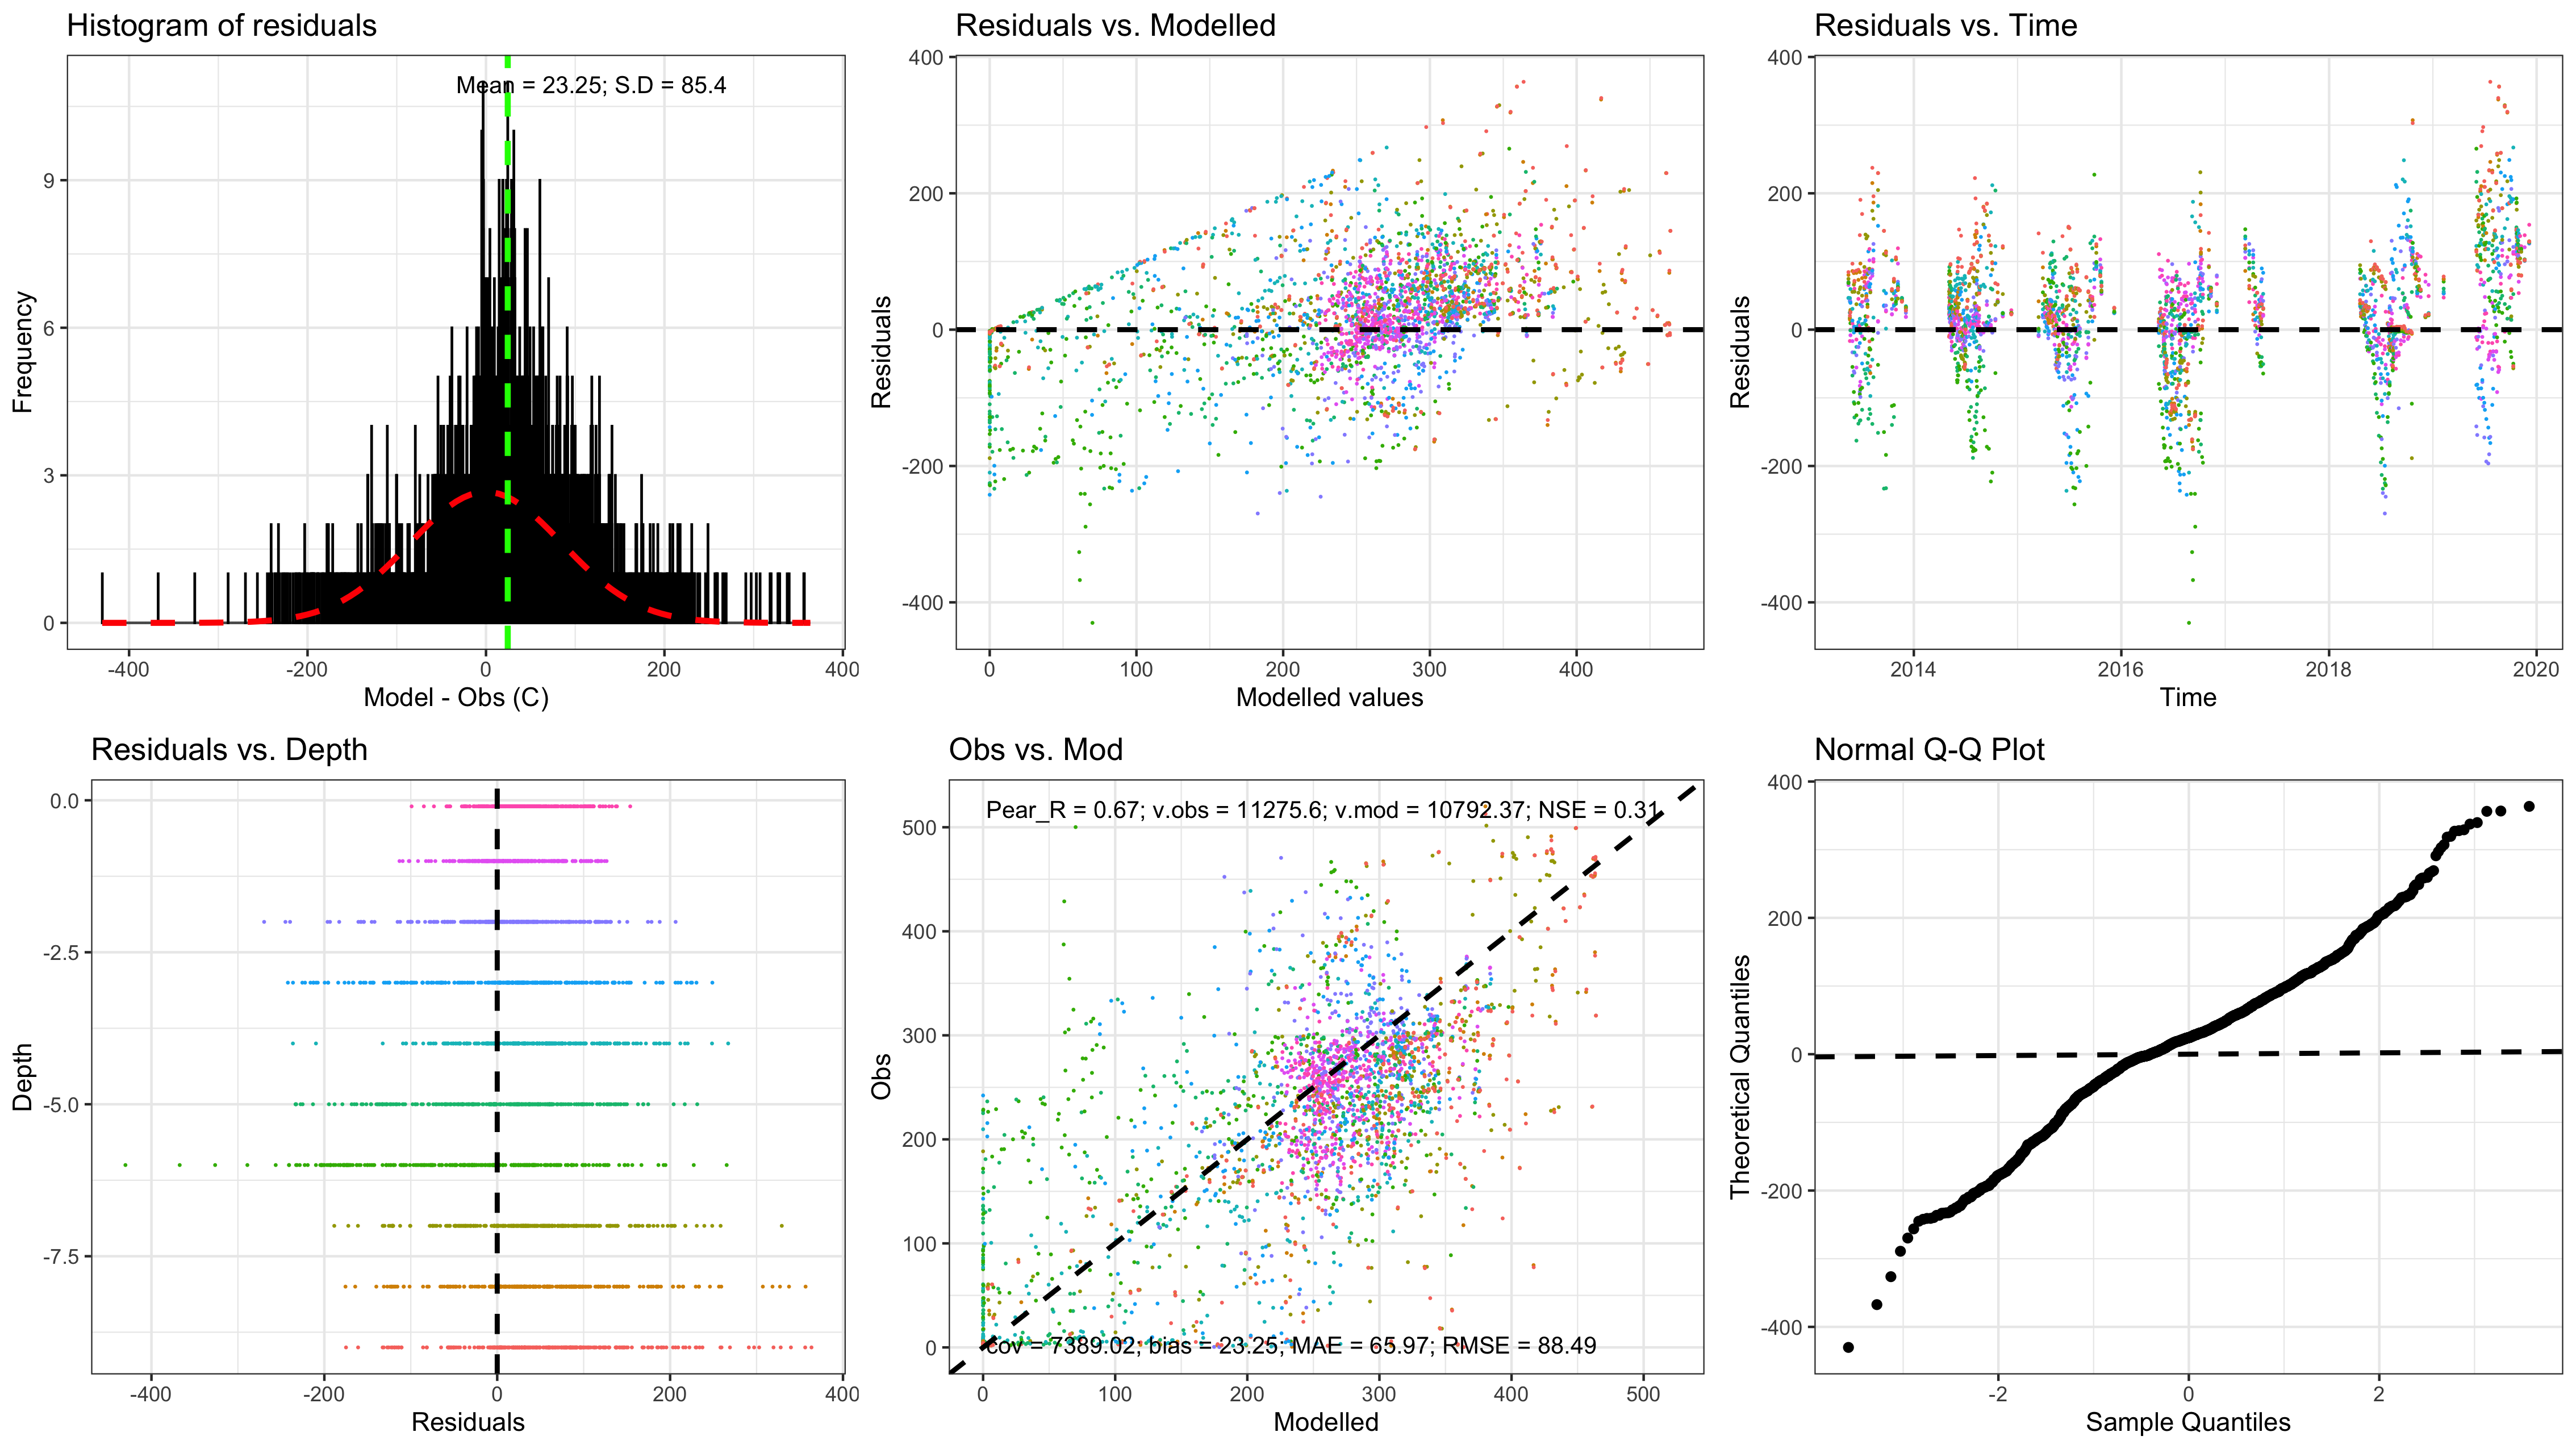 Histogram of residuals
Mean = 23.25; S.D = 85.4
9
6
3
0
-400 -200 0 200 400
Frequency
Model - Obs (C)
Residuals vs. Modelled
400
200
0
-200
-400
0 100 200 300 400
Residuals
Modelled values
Residuals vs. Time
400
200
0
-200
-400
2014 2016 2018 2020
Residuals
Time
Residuals vs. Depth
0.0
-2.5
-5.0
-7.5
-400 -200 0 200 400
Depth
Residuals
Obs vs. Mod
Pear_R = 0.67; v.obs = 11275.6; v.mod = 10792.37; NSE = 0.31
500
400
300
200
100
0
cov = 7389.02; bias = 23.25; MAE = 65.97; RMSE = 88.49
0 100 200 300 400 500
Obs
Modelled
Normal Q-Q Plot
400
200
0
-200
-400
-2 0 2
Theoretical Quantiles
Sample Quantiles